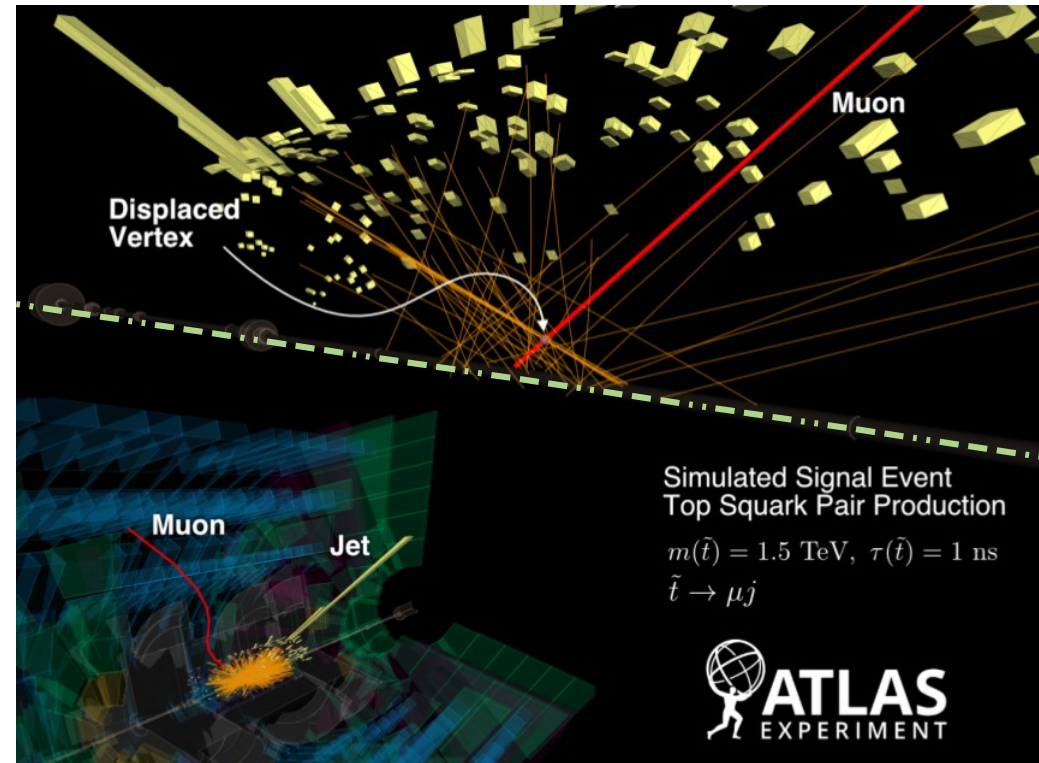 Muon
Displaced
Vertex
Muon
Jet
Simulated Signal Event
Top Squark Pair Production
m(t̃) = 1.5 TeV, τ(t̃) = 1 ns
t̃ → μj
ATLAS
EXPERIMENT